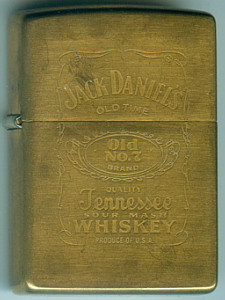 JACK DANIEL'S
OLD TIME
Old
No. 7
BRAND
QUALITY
Tennessee
SOUR MASH
WHISKEY
PRODUCE OF U.S.A